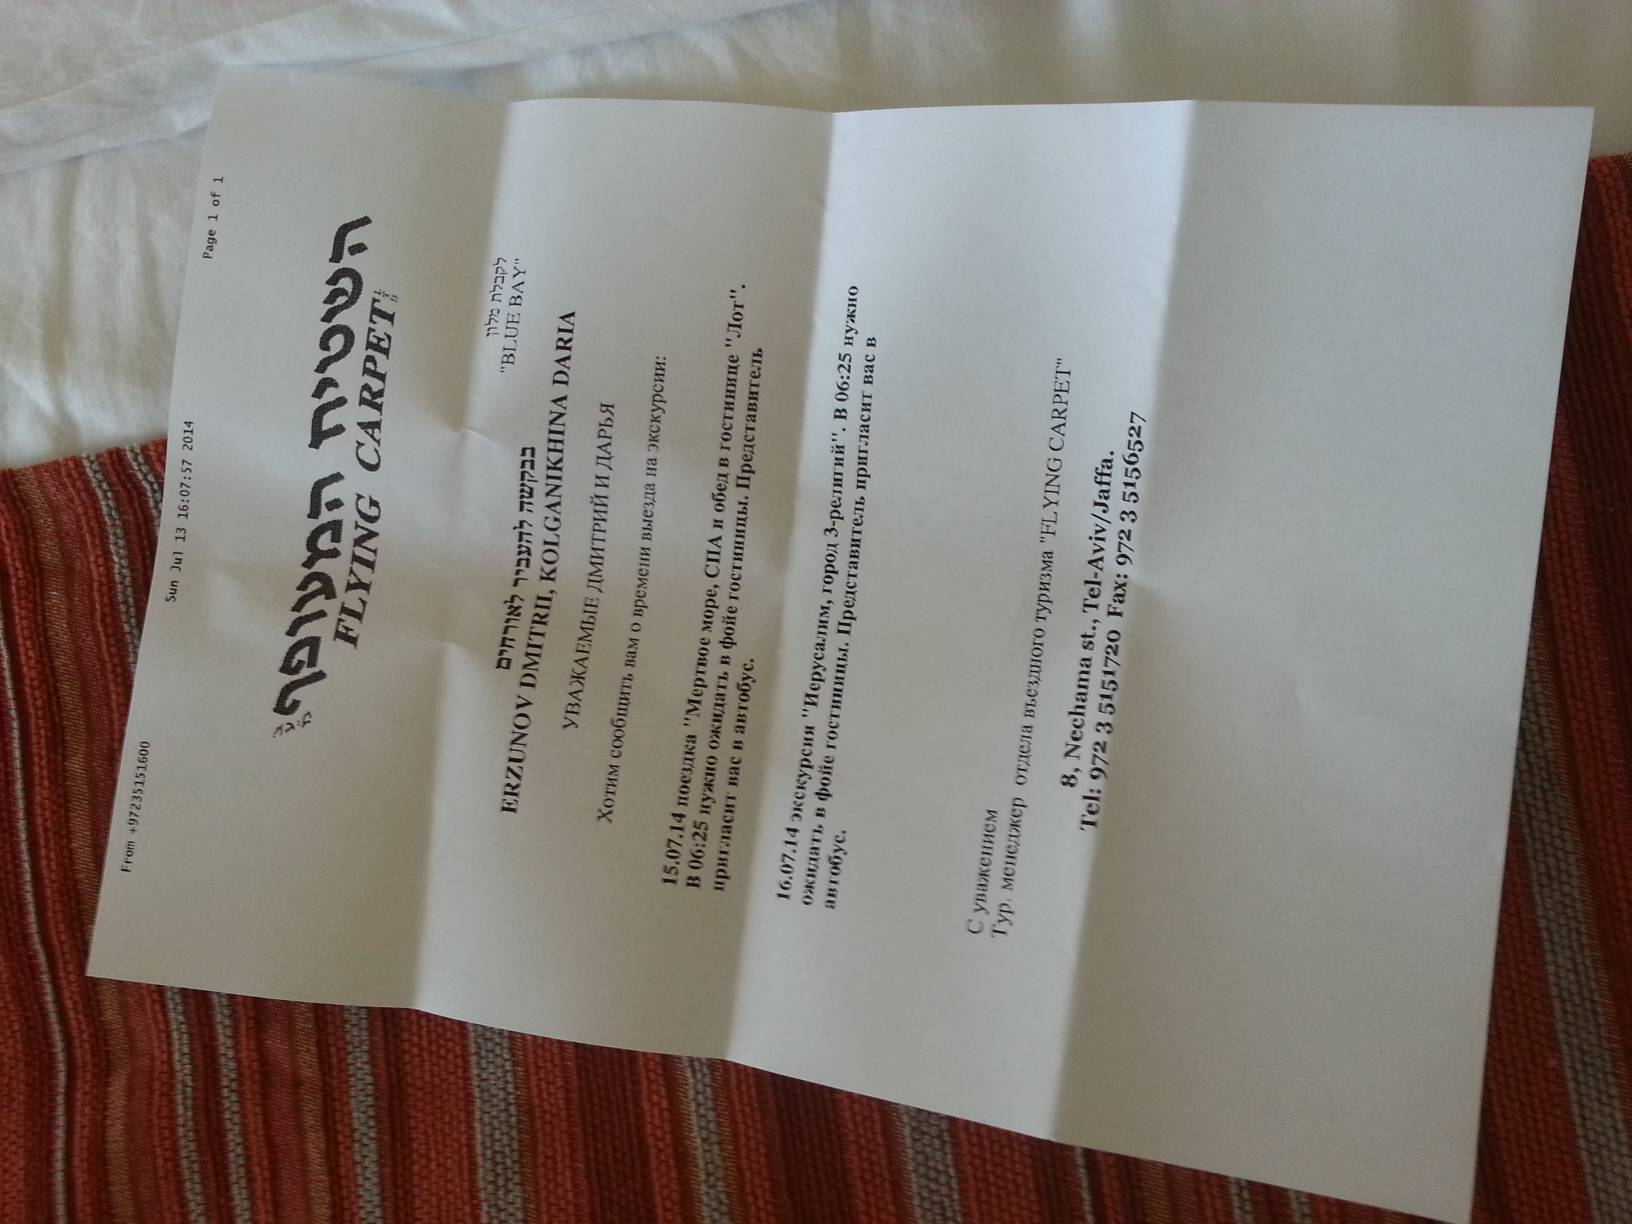 From +97235151600 Sun Jul 13 16:07:57 2014 Page 1 of 1
השטיח המעופף
FLYING CARPET
לקבלת מלון
"BLUE BAY"
בבקשה להעביר לאורחים
ERZUNOV DMITRII, KOLGANIKHINA DARIA
УВАЖАЕМЫЕ ДМИТРИЙ И ДАРЬЯ
Хотим сообщить вам о времени выезда на экскурсии:
15.07.14 поездка "Мертвое море, СПА и обед в гостинице "Лот".
В 06:25 нужно ожидать в фойе гостиницы. Представитель
пригласит вас в автобус.
16.07.14 экскурсия "Иерусалим, город 3-религий". В 06:25 нужно
ожидать в фойе гостиницы. Представитель пригласит вас в
автобус.
С уважением
Тур. менеджер отдела въездного туризма "FLYING CARPET"
8, Nechama st., Tel-Aviv/Jaffa.
Tel: 972 3 5151720 Fax: 972 3 5156527